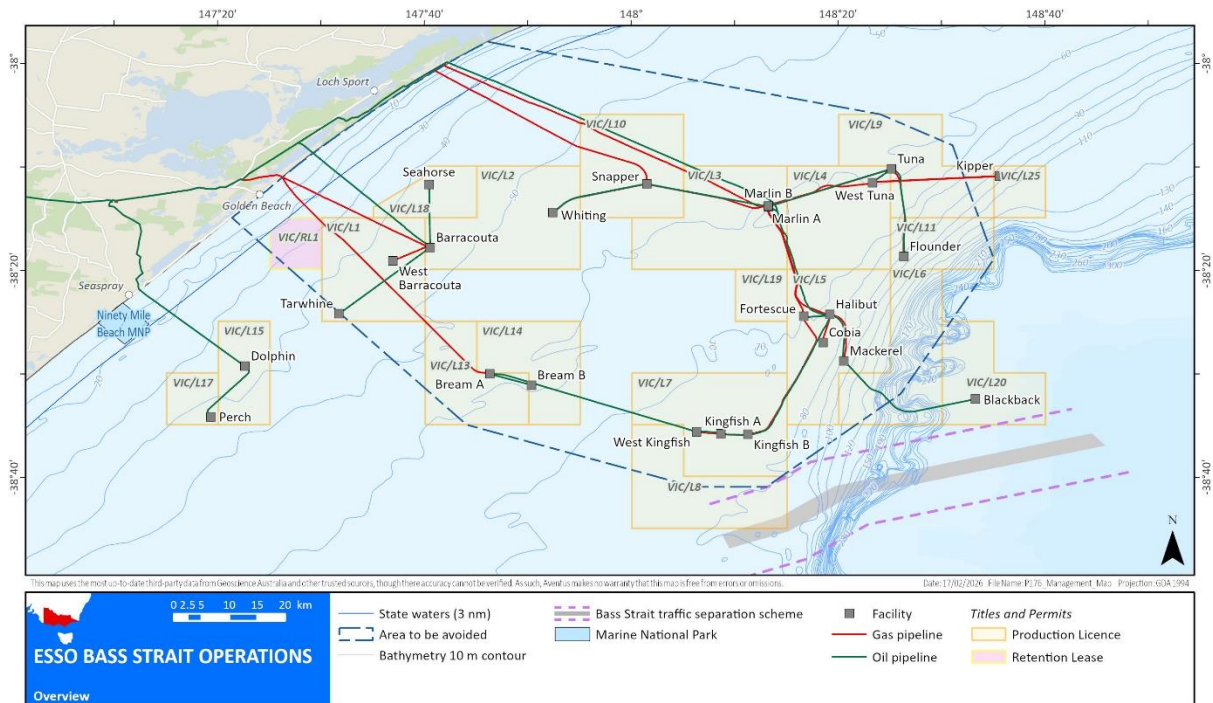 147°20' 147°40' 148° 148°20' 148°40'
-38°
-38°
Loch Sport
VIC/L10
VIC/L9
Seahorse
VIC/L2
Snapper
VIC/L3
VIC/L4
Tuna
Kipper
Golden Beach
VIC/L18
Whiting
Marlin B
Marlin A
West Tuna
VIC/L25
VIC/RL1
VIC/L1
Barracouta
VIC/L11
Flounder
-38°20'
West
Barracouta
VIC/L19
VIC/L5
VIC/L6
-38°20'
Seaspray
Tarwhine
Fortescue
Halibut
Ninety Mile
Beach MNP
VIC/L15
VIC/L14
Cobia
Dolphin
VIC/L13
Mackerel
VIC/L17
Bream A
Bream B
VIC/L7
VIC/L20
Perch
Kingfish A
Blackback
West Kingfish
Kingfish B
-38°40'
VIC/L8
-38°40'
N
This map uses the most up-to-date third-party data from Geoscience Australia and other trusted sources, though there accuracy cannot be verified. As such, Aventus makes no warranty that this map is free from errors or omissions.
Date: 17/02/2026 File Name: P176_Management_Map Projection: GDA 1994
0 2.5 5 10 15 20 km
ESSO BASS STRAIT OPERATIONS
Overview
State waters (3 nm)
Area to be avoided
Bathymetry 10 m contour
Bass Strait traffic separation scheme
Marine National Park
Facility
Gas pipeline
Oil pipeline
Titles and Permits
Production Licence
Retention Lease